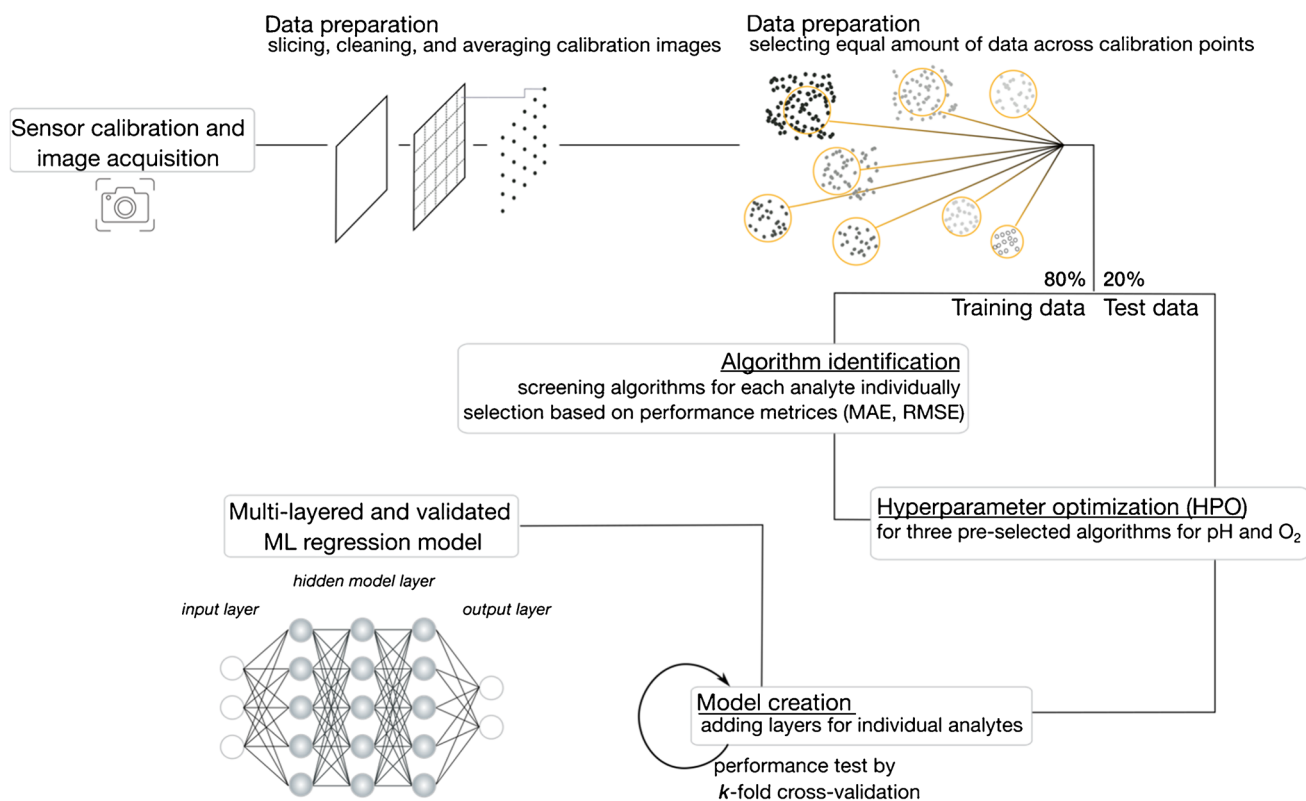 Data preparation
slicing, cleaning, and averaging calibration images
Data preparation
selecting equal amount of data across calibration points
Sensor calibration and
image acquisition
80%
20%
Training data
Test data
Algorithm identification
screening algorithms for each analyte individually
selection based on performance metrices (MAE, RMSE)
Hyperparameter optimization (HPO)
for three pre-selected algorithms for pH and O₂
Multi-layered and validated
ML regression model
hidden model layer
input layer
output layer
Model creation
adding layers for individual analytes
performance test by
k-fold cross-validation